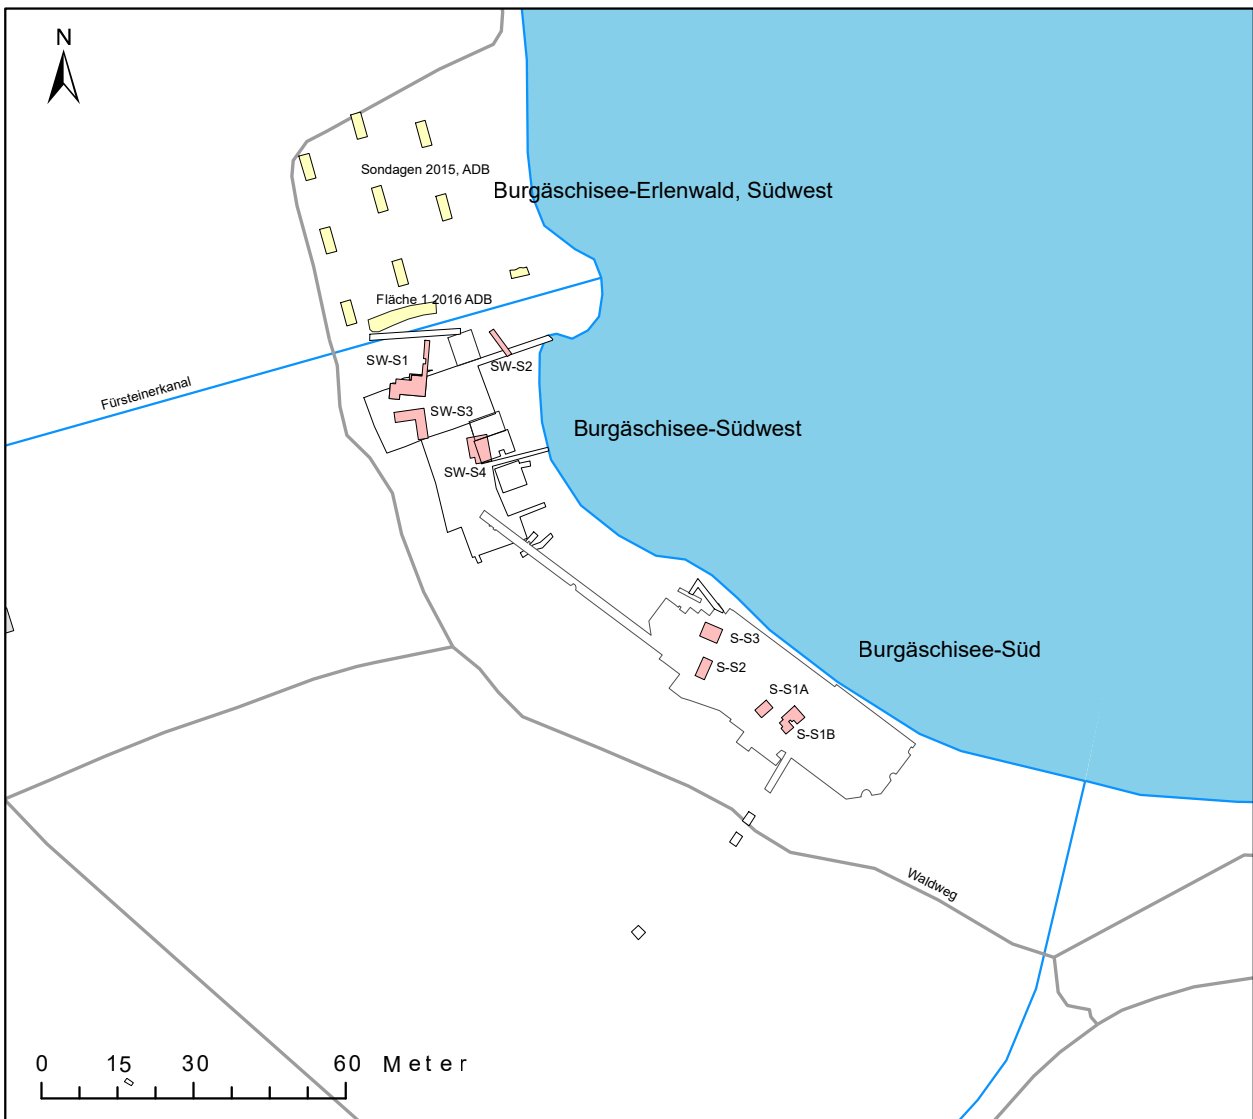 N
Sondagen 2015, ADB
Burgäschisee-Erlenwald, Südwest
Fläche 1 2016 ADB
SW-S1
SW-S2
Fürsteinerkanal
SW-S3
Burgäschisee-Südwest
SW-S4
S-S3
Burgäschisee-Süd
S-S2
S-S1A
S-S1B
Waldweg
0 15 30 60 Meter